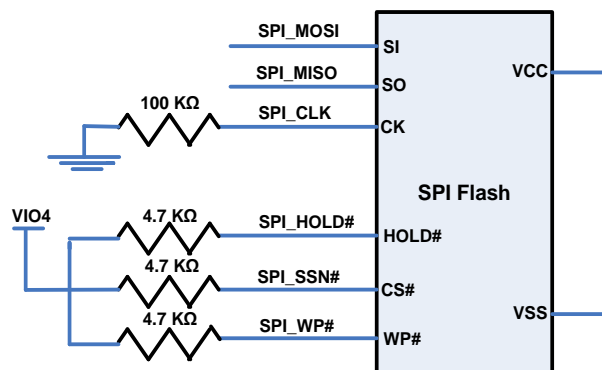 SPI_MOSI
SI
VCC
SPI_MISO
SO
100 KΩ
SPI_CLK
CK
SPI Flash
VIO4
4.7 KΩ
SPI_HOLD#
HOLD#
4.7 KΩ
SPI_SSN#
CS#
VSS
4.7 KΩ
SPI_WP#
WP#